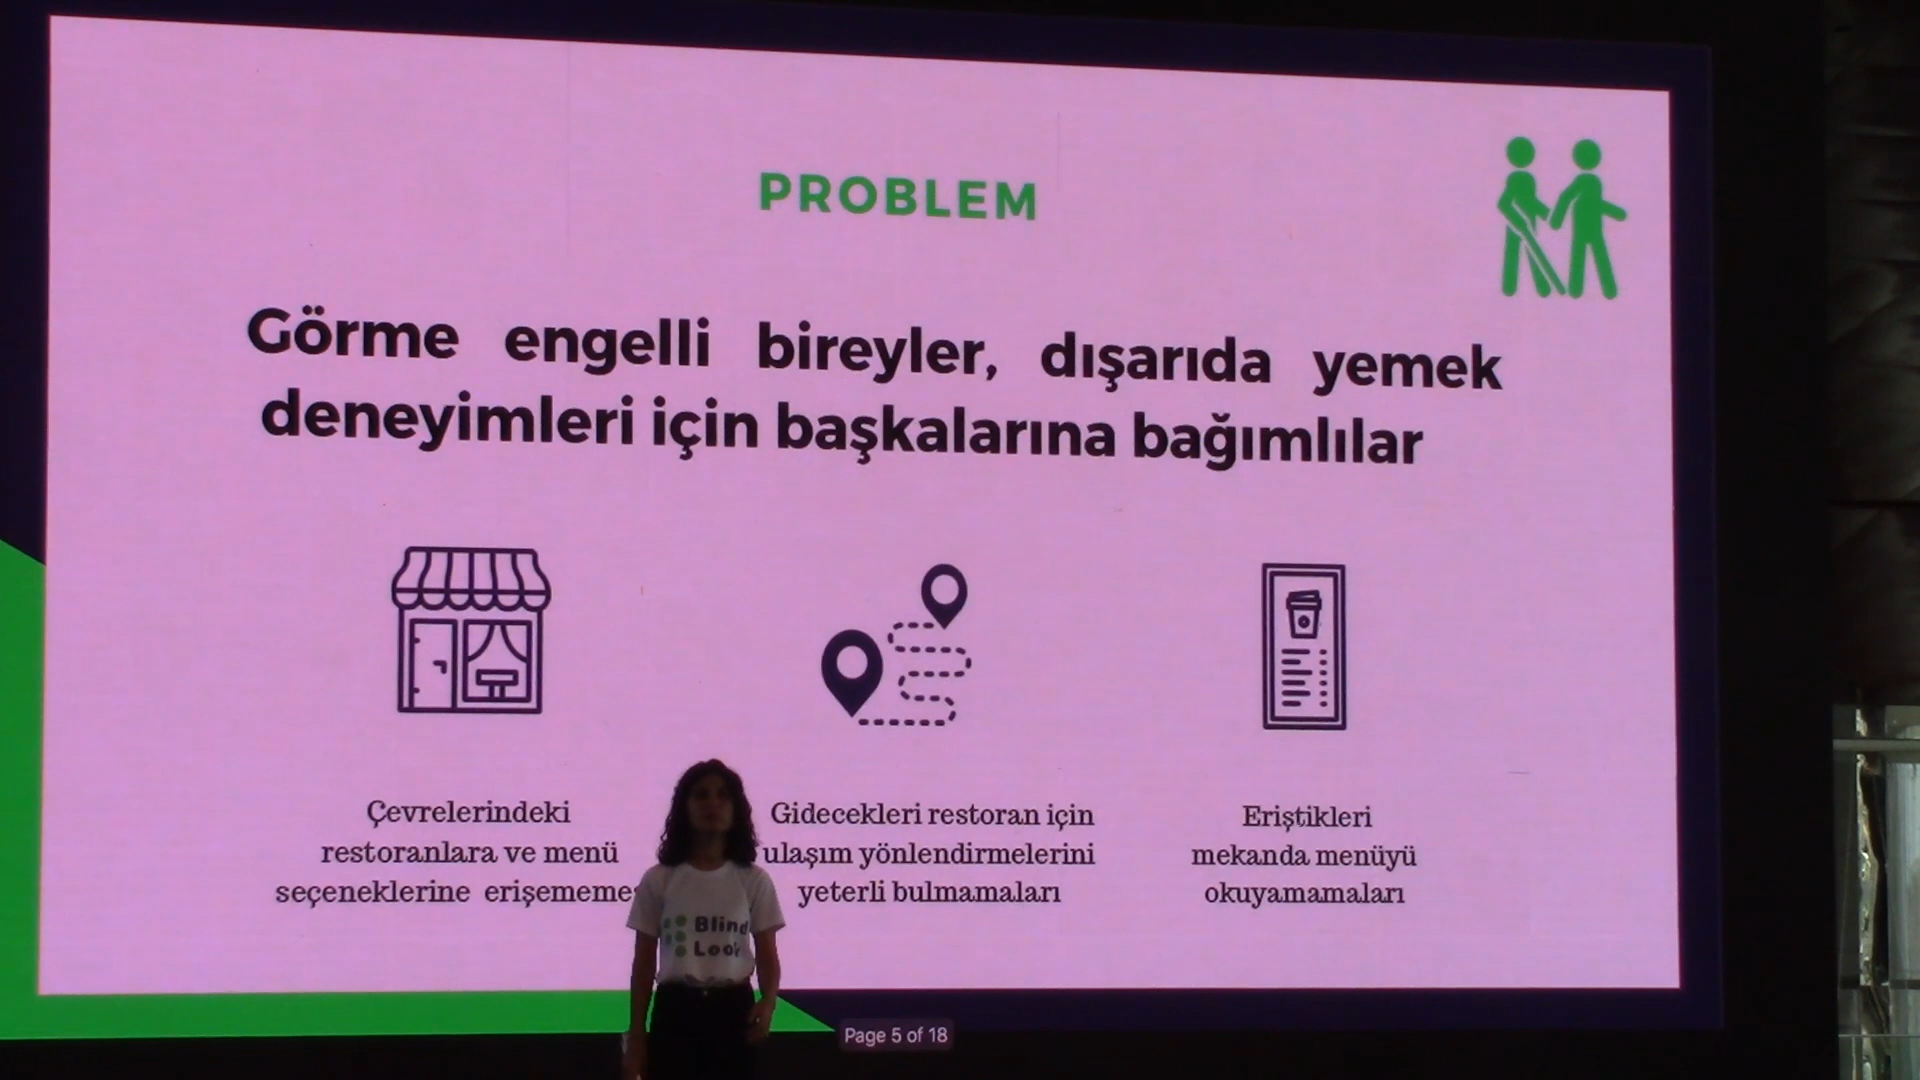 PROBLEM
Görme engelli bireyler, dışarıda yemek
deneyimleri için başkalarına bağımlılar
Çevrelerindeki
restoranlara ve menü
seçeneklerine
Gidecekleri restoran için
ulaşım yönlendirmelerini
yeterli bulmamaları
Eriştikleri
mekanda menüyü
okuyamamaları
Blind
Look
Page 5 of 18